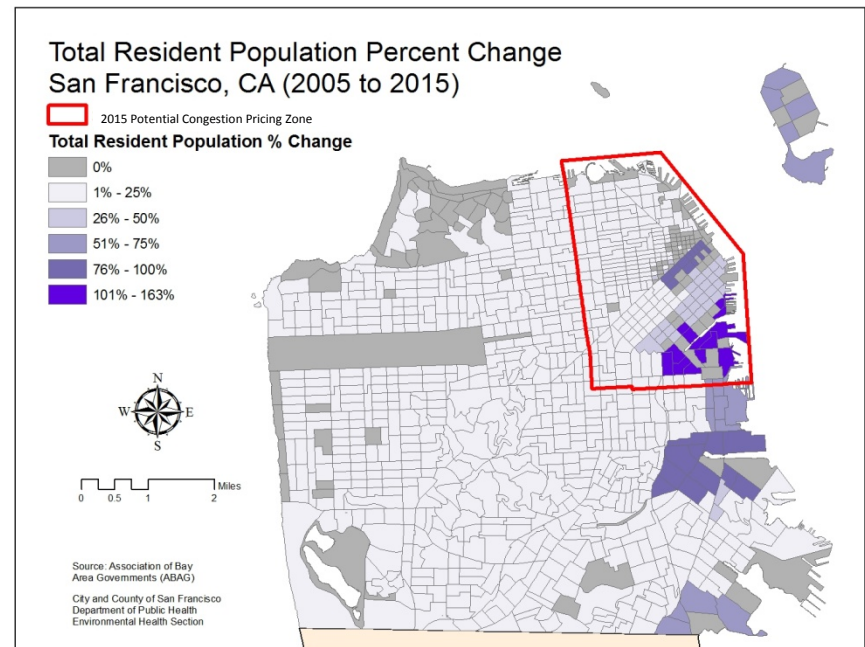 Total Resident Population Percent Change
San Francisco, CA (2005 to 2015)
2015 Potential Congestion Pricing Zone
Total Resident Population % Change
0%
1% - 25%
26% - 50%
51% - 75%
76% - 100%
101% - 163%
N
W E
S
Miles
0 0.5 1 2
Source: Association of Bay
Area Governments (ABAG)
City and County of San Francisco
Department of Public Health
Environmental Health Section